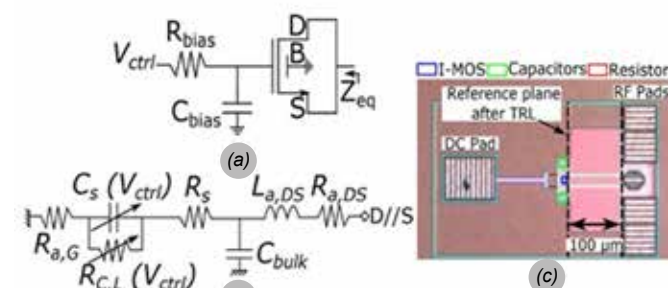 D
R_bias
V_ctrl
B
C_bias
S
Z_eq
(a)
C_s (V_ctrl)
R_s
L_a,DS
R_a,DS
D//S
R_a,G
C_bulk
R_C,L (V_ctrl)
I-MOS Capacitors Resistor
Reference plane
after TRL
RF Pads
DC Pad
100 μm
(c)